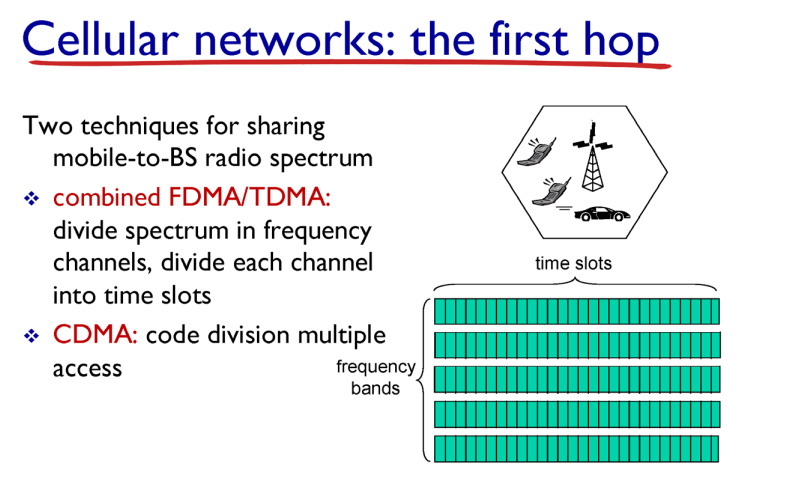 Cellular networks: the first hop
Two techniques for sharing
mobile-to-BS radio spectrum
❖ combined FDMA/TDMA:
divide spectrum in frequency
channels, divide each channel
into time slots
❖ CDMA: code division multiple
access
time slots
frequency
bands